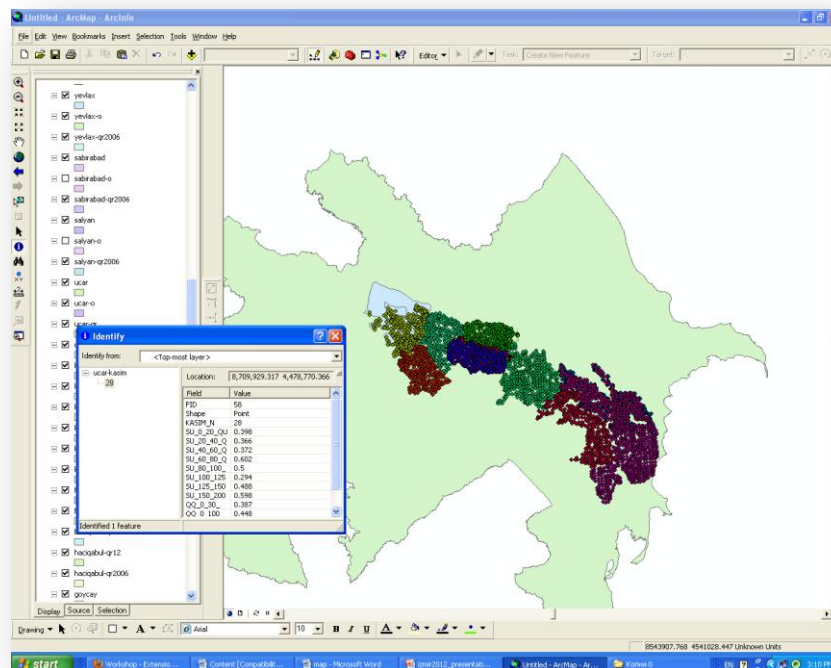 Untitled - ArcMap - ArcInfo
File Edit View Bookmarks Insert Selection Tools Window Help
Editor Task: Create New Feature Target:
yevlax
yevlax-o
yevlax-qr2006
sabirabad
sabirabad-o
sabirabad-qr2006
salyan
salyan-o
salyan-qr2006
ucar
ucar-o
Identify
Identify from: <Top-most layer>
ucar-kasim
28
Location: 8,709,929.317 4,478,770.366
Field Value
FID 58
Shape Point
KASIM_N 28
SU_0_20_QU 0.398
SU_20_40_Q 0.366
SU_40_60_Q 0.372
SU_60_80_Q 0.602
SU_80_100_ 0.5
SU_100_125 0.294
SU_125_150 0.488
SU_150_200 0.598
QQ_0_30_ 0.387
QQ_0_100 0.448
Identified 1 feature
haciqabul-qr12
haciqabul-qr2006
goycay
Display Source Selection
Drawing A Arial 10 B I U A
8543907.768 4541028.447 Unknown Units
start Workshop - Extensio... Content [Compatibilit... map - Microsoft Word izmir2012_presentati... Untitled - ArcMap - Ar... EN 3:10 PM